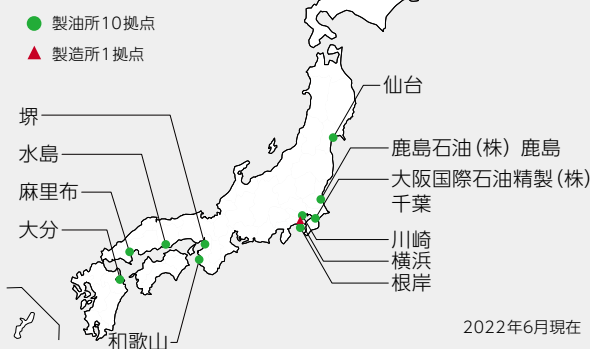 製油所10拠点
製造所1拠点
仙台
堺
水島
麻里布
大分
鹿島石油(株) 鹿島
大阪国際石油精製(株)
千葉
川崎
横浜
根岸
和歌山
2022年6月現在